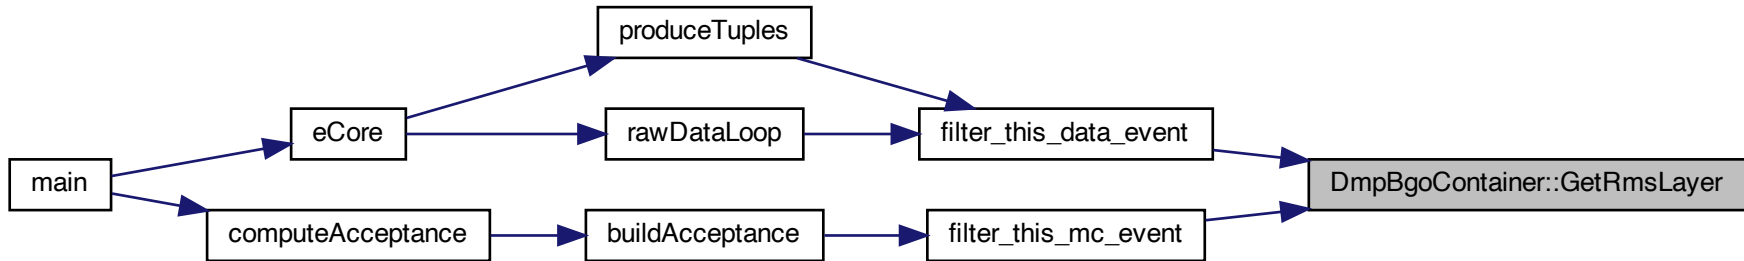 produceTuples
eCore
rawDataLoop
filter_this_data_event
main
DmpBgoContainer::GetRmsLayer
computeAcceptance
buildAcceptance
filter_this_mc_event